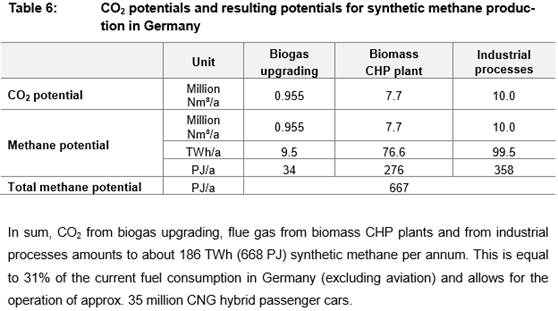 Table 6: CO₂ potentials and resulting potentials for synthetic methane produc-
tion in Germany
Unit Biogas upgrading Biomass CHP plant Industrial processes
CO₂ potential Million Nm³/a 0.955 7.7 10.0
Methane potential Million Nm³/a 0.955 7.7 10.0
TWh/a 9.5 76.6 99.5
PJ/a 34 276 358
Total methane potential PJ/a 667
In sum, CO₂ from biogas upgrading, flue gas from biomass CHP plants and from industrial
processes amounts to about 186 TWh (668 PJ) synthetic methane per annum. This is equal
to 31% of the current fuel consumption in Germany (excluding aviation) and allows for the
operation of approx. 35 million CNG hybrid passenger cars.